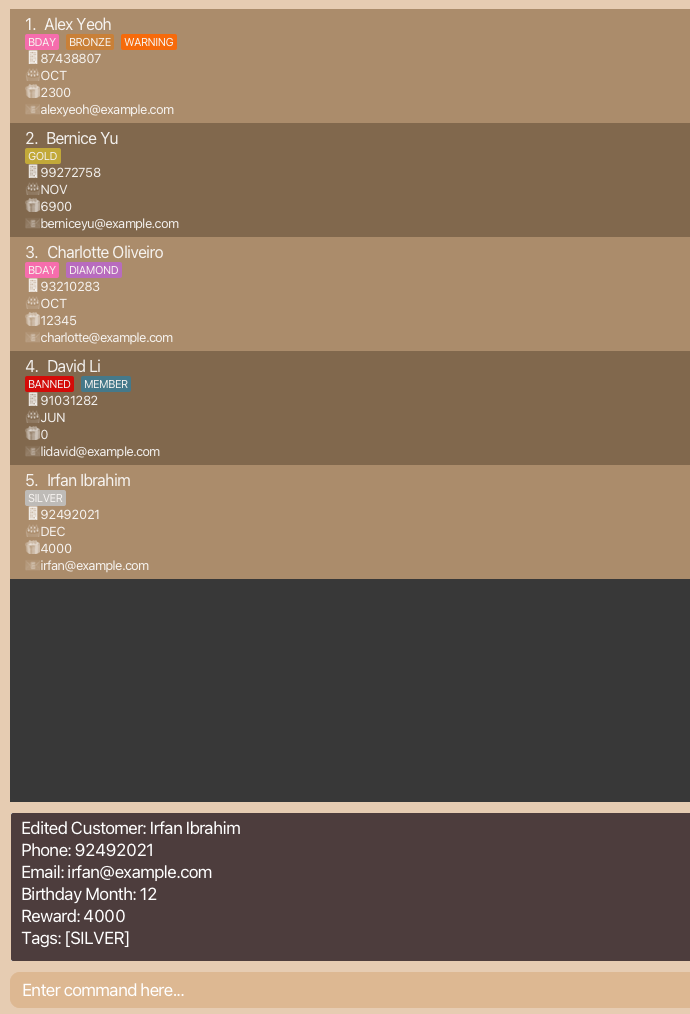 1. Alex Yeoh
BDAY BRONZE WARNING
87438807
OCT
2300
alexyeoh@example.com
2. Bernice Yu
GOLD
99272758
NOV
6900
berniceyu@example.com
3. Charlotte Oliveiro
BDAY DIAMOND
93210283
OCT
12345
charlotte@example.com
4. David Li
BANNED MEMBER
91031282
JUN
0
lidavid@example.com
5. Irfan Ibrahim
SILVER
92492021
DEC
4000
irfan@example.com
Edited Customer: Irfan Ibrahim
Phone: 92492021
Email: irfan@example.com
Birthday Month: 12
Reward: 4000
Tags: [SILVER]
Enter command here...